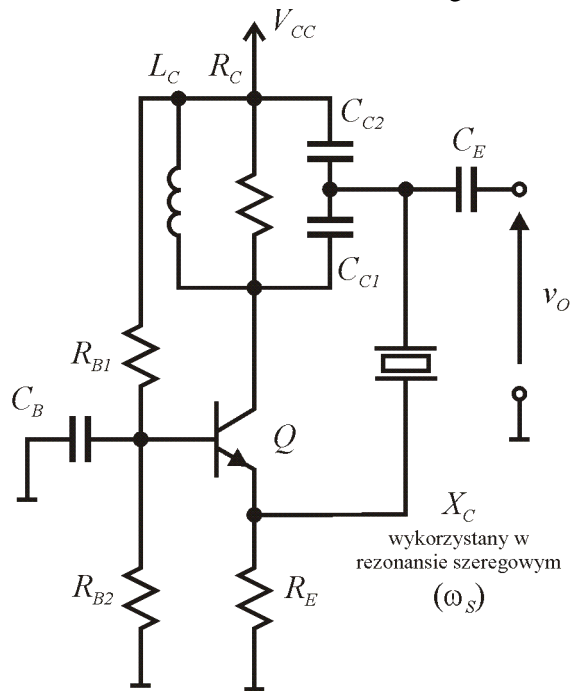 V_CC
L_C
R_C
C_C2
C_E
C_C1
v_O
R_B1
C_B
Q
X_C
wykorzystany w
rezonansie szeregowym
(ω_S)
R_B2
R_E